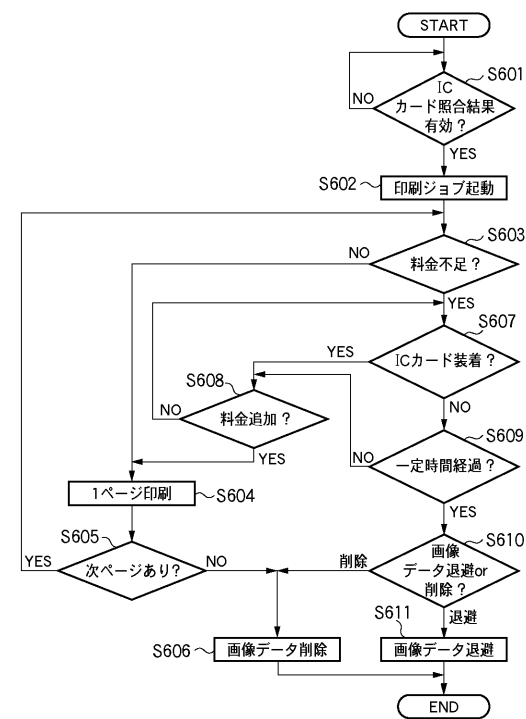 START
S601
IC
カード照合結果
有効?
NO
YES
S602
印刷ジョブ起動
S603
料金不足?
NO
YES
S607
ICカード装着?
YES
NO
S608
料金追加?
NO
YES
S609
一定時間経過?
NO
YES
1ページ印刷
S604
S605
次ページあり?
YES
NO
S610
画像
データ退避or
削除?
削除
退避
S606
画像データ削除
S611
画像データ退避
END